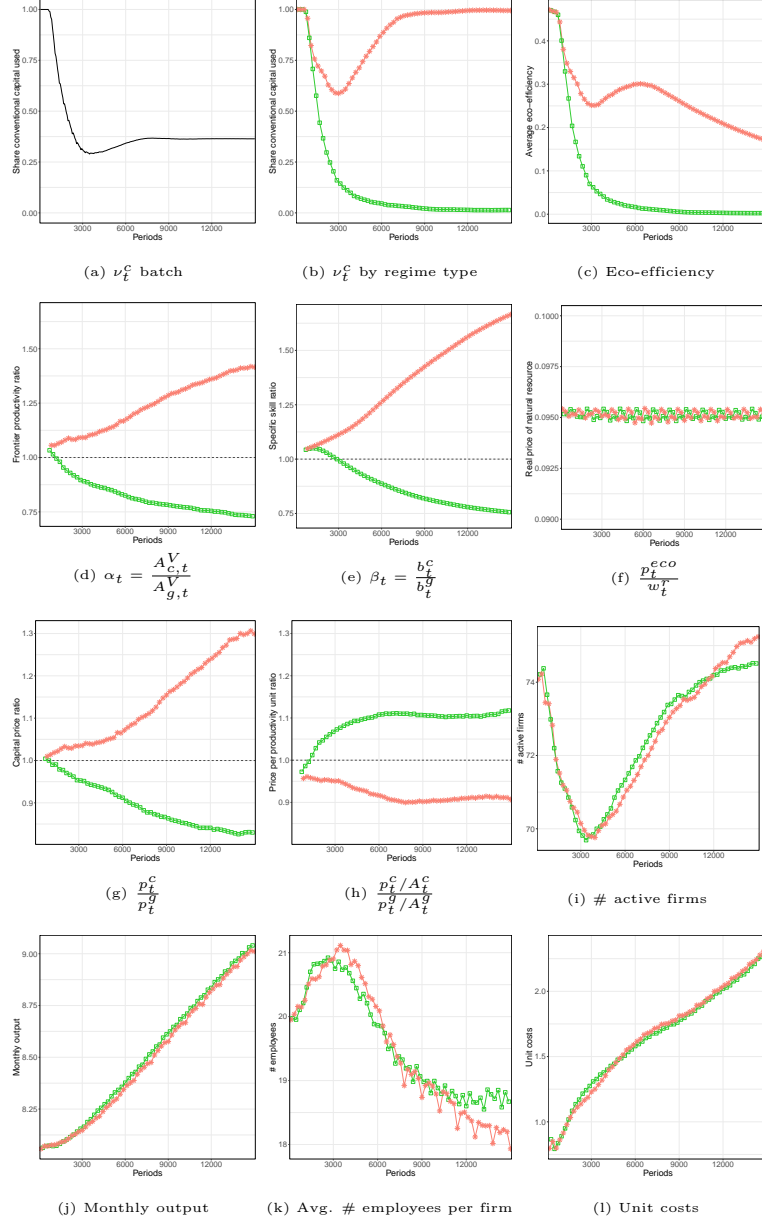 Share conventional capital used
1.00
0.75
0.50
0.25
0.00
3000 6000 9000 12000
Periods
(a) ν_t^c batch
Share conventional capital used
1.00
0.75
0.50
0.25
0.00
3000 6000 9000 12000
Periods
(b) ν_t^c by regime type
Average eco−efficiency
0.4
0.3
0.2
0.1
0.0
3000 6000 9000 12000
Periods
(c) Eco-efficiency
Frontier productivity ratio
1.50
1.25
1.00
0.75
3000 6000 9000 12000
Periods
(d) α_t = A^V_{c,t} / A^V_{g,t}
Specific skill ratio
1.50
1.25
1.00
0.75
3000 6000 9000 12000
Periods
(e) β_t = b_t^c / b_t^g
Real price of natural resource
0.1000
0.0975
0.0950
0.0925
0.0900
3000 6000 9000 12000
Periods
(f) p_t^{eco} / w_t^r
Capital price ratio
1.3
1.2
1.1
1.0
0.9
3000 6000 9000 12000
Periods
(g) p_t^c / p_t^g
Price per productivity unit ratio
1.3
1.2
1.1
1.0
0.9
3000 6000 9000 12000
Periods
(h) p_t^c/A_t^c / p_t^g/A_t^g
# active firms
74
72
70
3000 6000 9000 12000
Periods
(i) # active firms
Monthly output
9.00
8.75
8.50
8.25
3000 6000 9000 12000
Periods
(j) Monthly output
# employees
21
20
19
18
3000 6000 9000 12000
Periods
(k) Avg. # employees per firm
Unit costs
2.0
1.5
1.0
3000 6000 9000 12000
Periods
(l) Unit costs